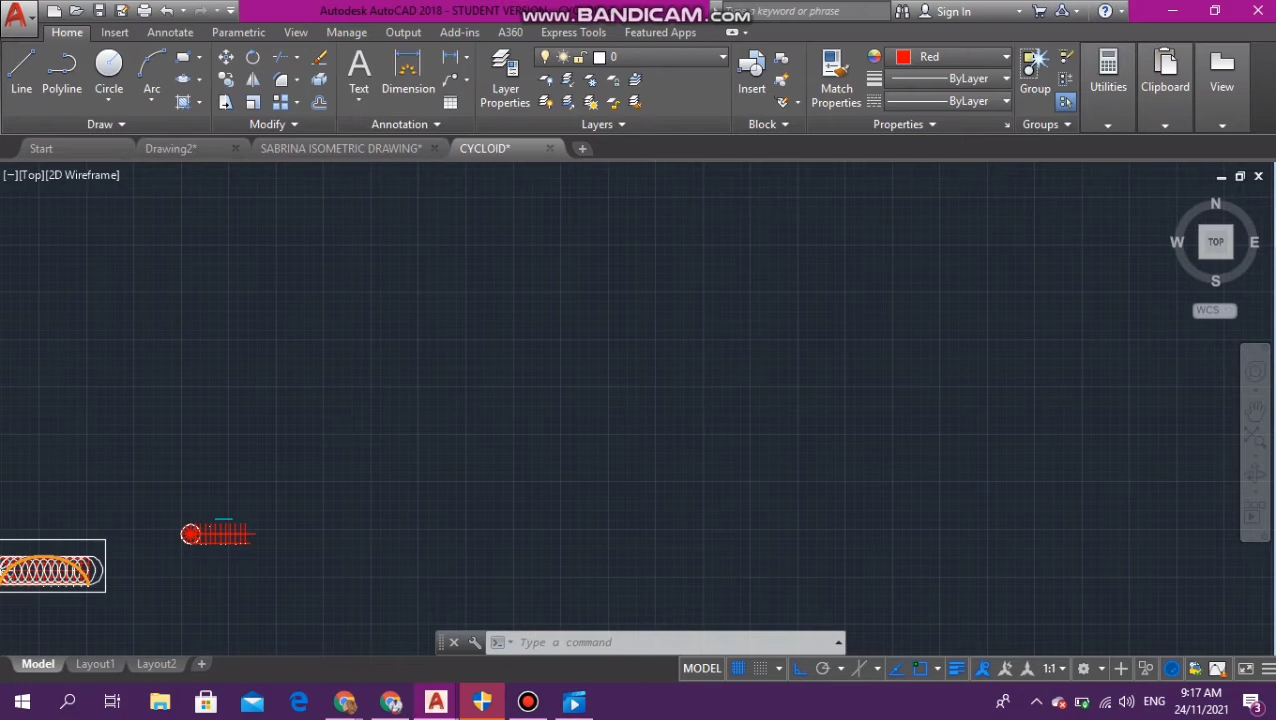 Autodesk AutoCAD 2018 - STUDENT VERSION
www.BANDICAM.com
Type a keyword or phrase
Sign In
Home Insert Annotate Parametric View Manage Output Add-ins A360 Express Tools Featured Apps
0
Red
Line Polyline Circle Arc
Text Dimension
Layer Properties
Insert
Match Properties
ByLayer
ByLayer
Group
Utilities Clipboard View
Draw Modify Annotation Layers Block Properties Groups
Start Drawing2* SABRINA ISOMETRIC DRAWING* CYCLOID*
[−][Top][2D Wireframe]
N
W TOP E
S
WCS
Type a command
Model Layout1 Layout2
MODEL
1:1
ENG
9:17 AM
24/11/2021
3